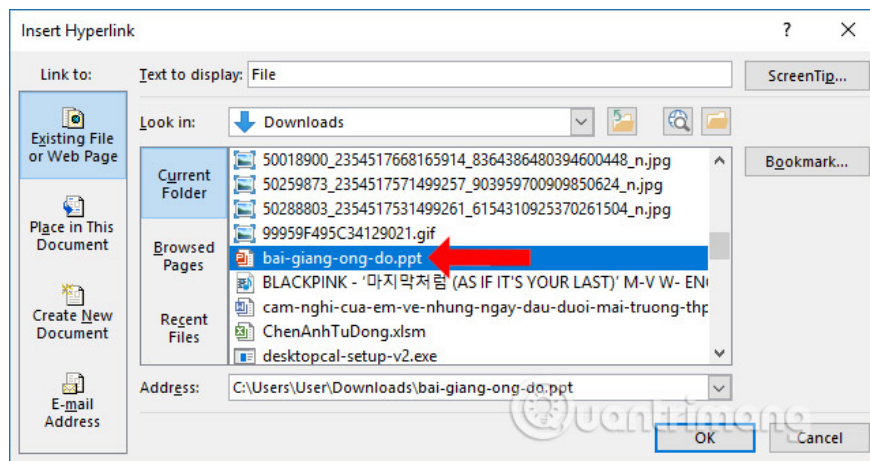 Insert Hyperlink
? ×
Link to:
Text to display: File
ScreenTip...
Existing File
or Web Page
Look in: Downloads
Bookmark...
Place in This
Document
Create New
Document
E-mail
Address
Current
Folder
Browsed
Pages
Recent
Files
50018900_2354517668165914_8364386480394600448_n.jpg
50259873_2354517571499257_903959700909850624_n.jpg
50288803_2354517531499261_6154310925370261504_n.jpg
99959F495C34129021.gif
bai-giang-ong-do.ppt
BLACKPINK - '마지막처럼 (AS IF IT'S YOUR LAST)' M-V W- EN
cam-nghi-cua-em-ve-nhung-ngay-dau-duoi-mai-truong-thp
ChenAnhTuDong.xlsm
desktopcal-setup-v2.exe
Address: C:\Users\User\Downloads\bai-giang-ong-do.ppt
Quantrimang
OK
Cancel